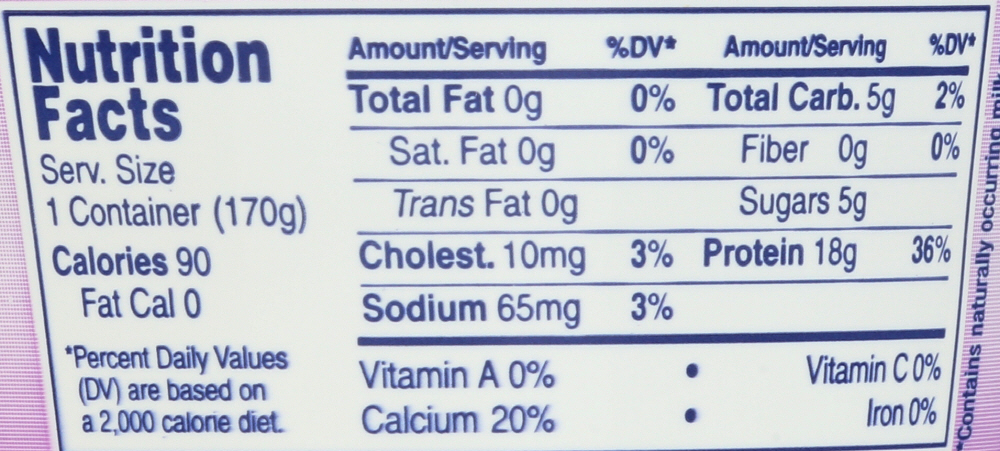 Nutrition
Facts
Serv. Size
1 Container (170g)
Calories 90
Fat Cal 0
*Percent Daily Values
(DV) are based on
a 2,000 calorie diet.
Amount/Serving %DV* Amount/Serving %DV*
Total Fat 0g 0% Total Carb. 5g 2%
Sat. Fat 0g 0% Fiber 0g 0%
Trans Fat 0g Sugars 5g
Cholest. 10mg 3% Protein 18g 36%
Sodium 65mg 3%
Vitamin A 0% • Vitamin C 0%
Calcium 20% • Iron 0%
*Contains naturally occurring milk